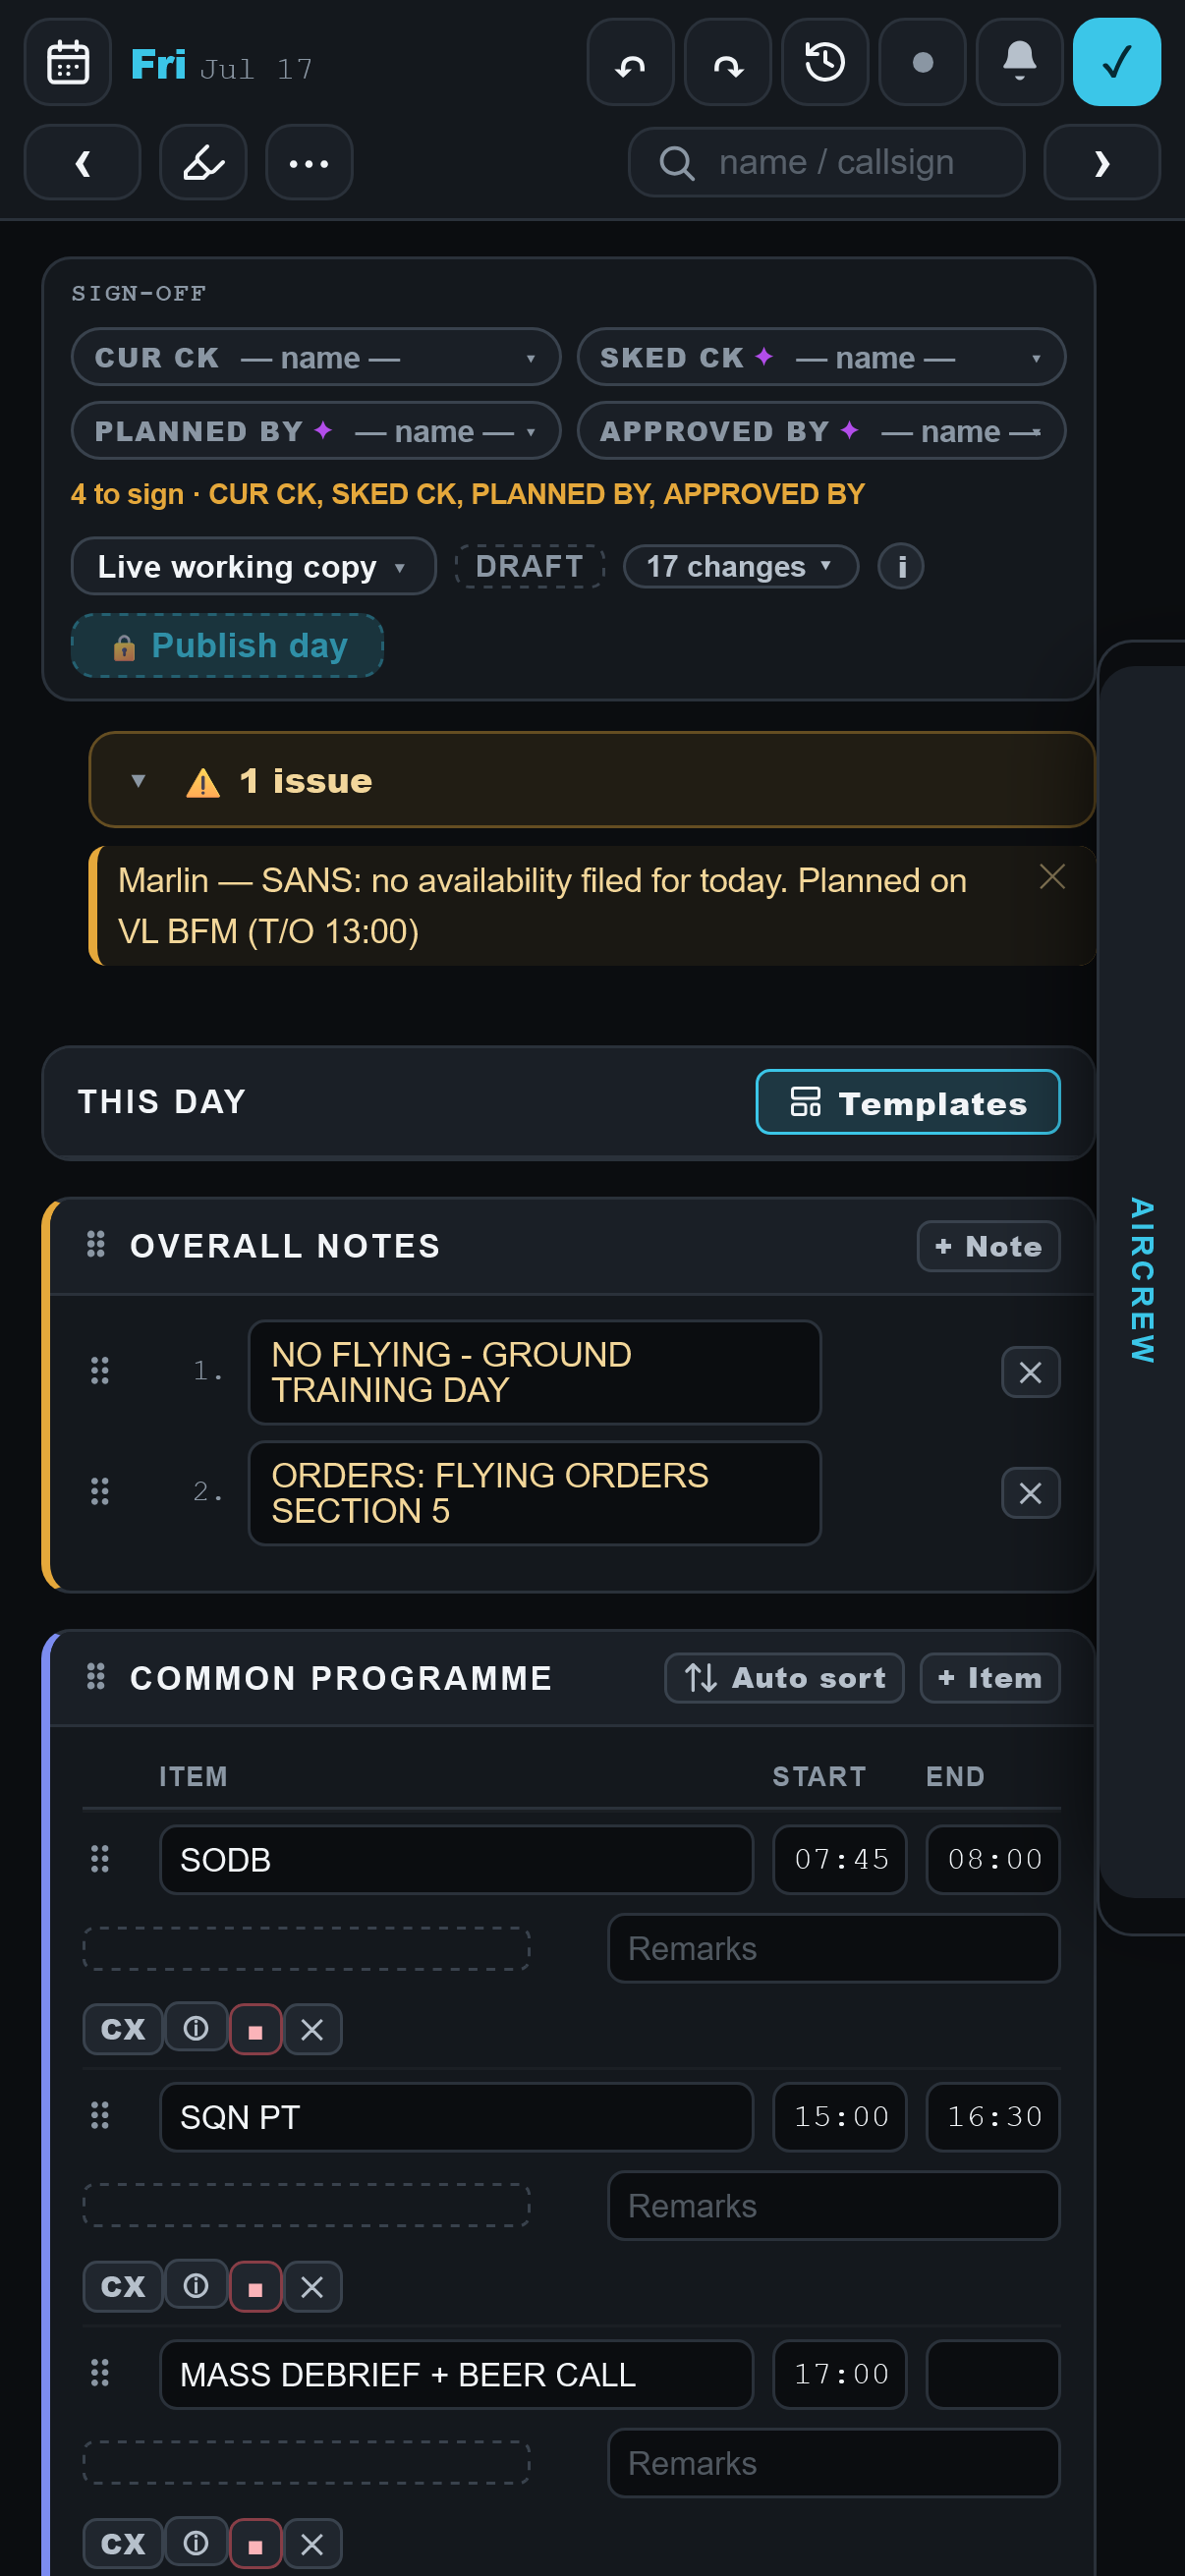 Fri Jul 17
name / callsign
SIGN-OFF
CUR CK — name —
SKED CK — name —
PLANNED BY — name —
APPROVED BY — name —
4 to sign · CUR CK, SKED CK, PLANNED BY, APPROVED BY
Live working copy
DRAFT
17 changes
i
Publish day
1 issue
Marlin — SANS: no availability filed for today. Planned on
VL BFM (T/O 13:00)
THIS DAY
Templates
AIRCREW
OVERALL NOTES
+ Note
1.
NO FLYING - GROUND
TRAINING DAY
2.
ORDERS: FLYING ORDERS
SECTION 5
COMMON PROGRAMME
Auto sort
+ Item
ITEM START END
SODB 07:45 08:00
Remarks
CX
SQN PT 15:00 16:30
Remarks
CX
MASS DEBRIEF + BEER CALL 17:00
Remarks
CX